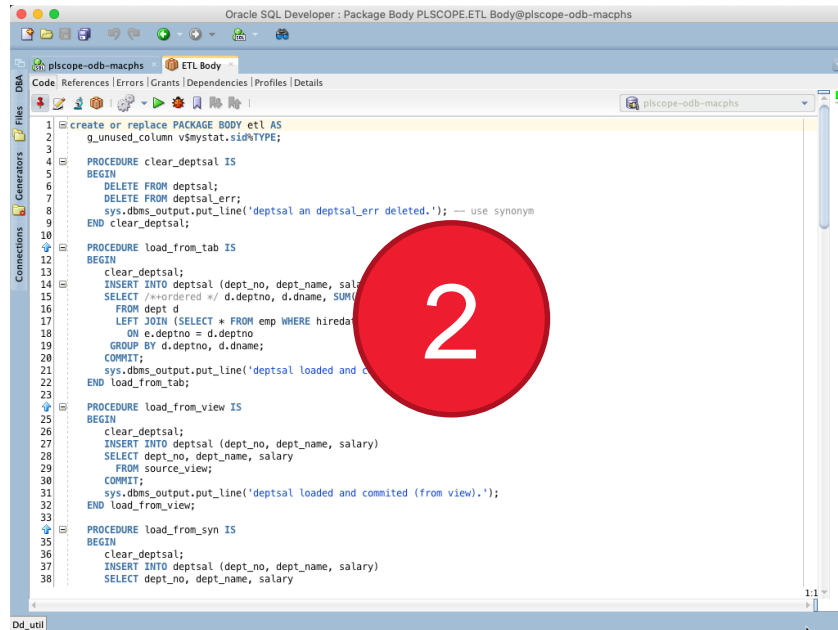 Oracle SQL Developer : Package Body PLSCOPE.ETL Body@plscope-odb-macphs
plscope-odb-macphs ETL Body
Code References Errors Grants Dependencies Profiles Details
plscope-odb-macphs
DBA
Files
Generators
Connections
1 create or replace PACKAGE BODY etl AS
2 g_unused_column v$mystat.sid%TYPE;
3
4 PROCEDURE clear_deptsal IS
5 BEGIN
6 DELETE FROM deptsal;
7 DELETE FROM deptsal_err;
8 sys.dbms_output.put_line('deptsal an deptsal_err deleted.'); -- use synonym
9 END clear_deptsal;
10
PROCEDURE load_from_tab IS
12 BEGIN
13 clear_deptsal;
14 INSERT INTO deptsal (dept_no, dept_name,
15 SELECT /*+ordered */ d.deptno, d.dname, SUM(
16 FROM dept d
17 LEFT JOIN (SELECT * FROM emp WHERE
18 ON e.deptno = d.deptno
19 GROUP BY d.deptno, d.dname;
20 COMMIT;
21 sys.dbms_output.put_line('deptsal loaded and
22 END load_from_tab;
23
PROCEDURE load_from_view IS
25 BEGIN
26 clear_deptsal;
27 INSERT INTO deptsal (dept_no, dept_name, salary)
28 SELECT dept_no, dept_name, salary
29 FROM source_view;
30 COMMIT;
31 sys.dbms_output.put_line('deptsal loaded and commited (from view).');
32 END load_from_view;
33
PROCEDURE load_from_syn IS
35 BEGIN
36 clear_deptsal;
37 INSERT INTO deptsal (dept_no, dept_name, salary)
38 SELECT dept_no, dept_name, salary
2
1:1
Dd_util